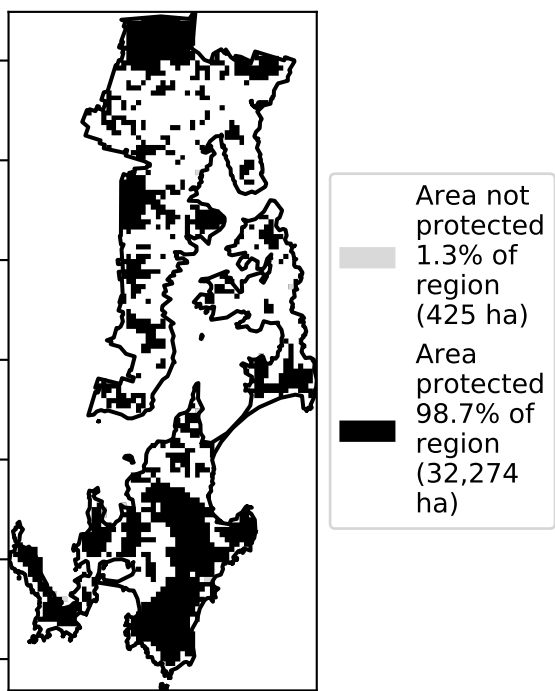 Area not
protected
1.3% of
region
(425 ha)
Area
protected
98.7% of
region
(32,274
ha)